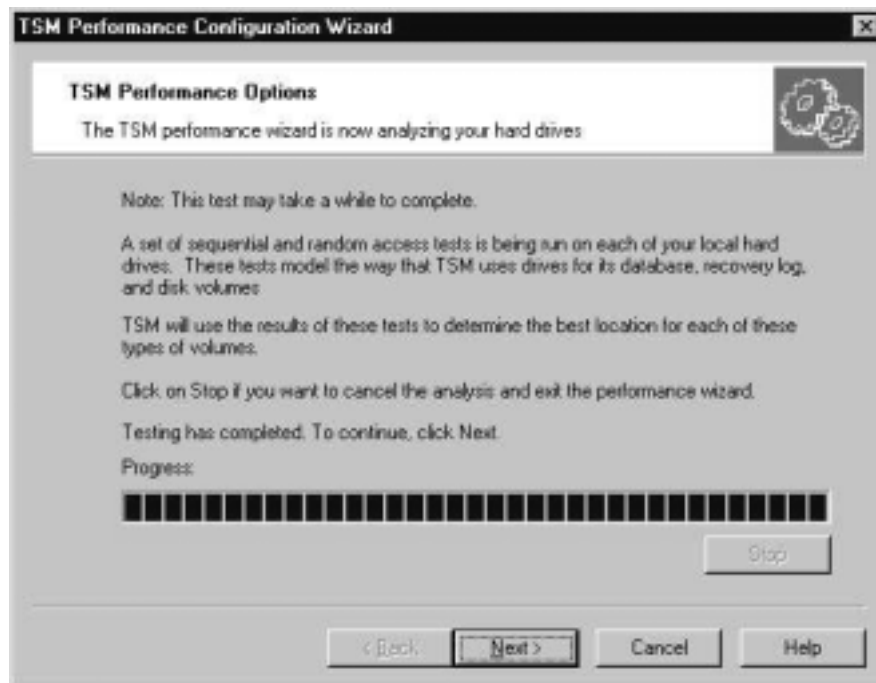 TSM Performance Configuration Wizard
TSM Performance Options
The TSM performance wizard is now analyzing your hard drives
Note: This test may take a while to complete.
A set of sequential and random access tests is being run on each of your local hard
drives. These tests model the way that TSM uses drives for its database, recovery log,
and disk volumes
TSM will use the results of these tests to determine the best location for each of these
types of volumes.
Click on Stop if you want to cancel the analysis and exit the performance wizard.
Testing has completed. To continue, click Next.
Progress:
Stop
< Back
Next >
Cancel
Help